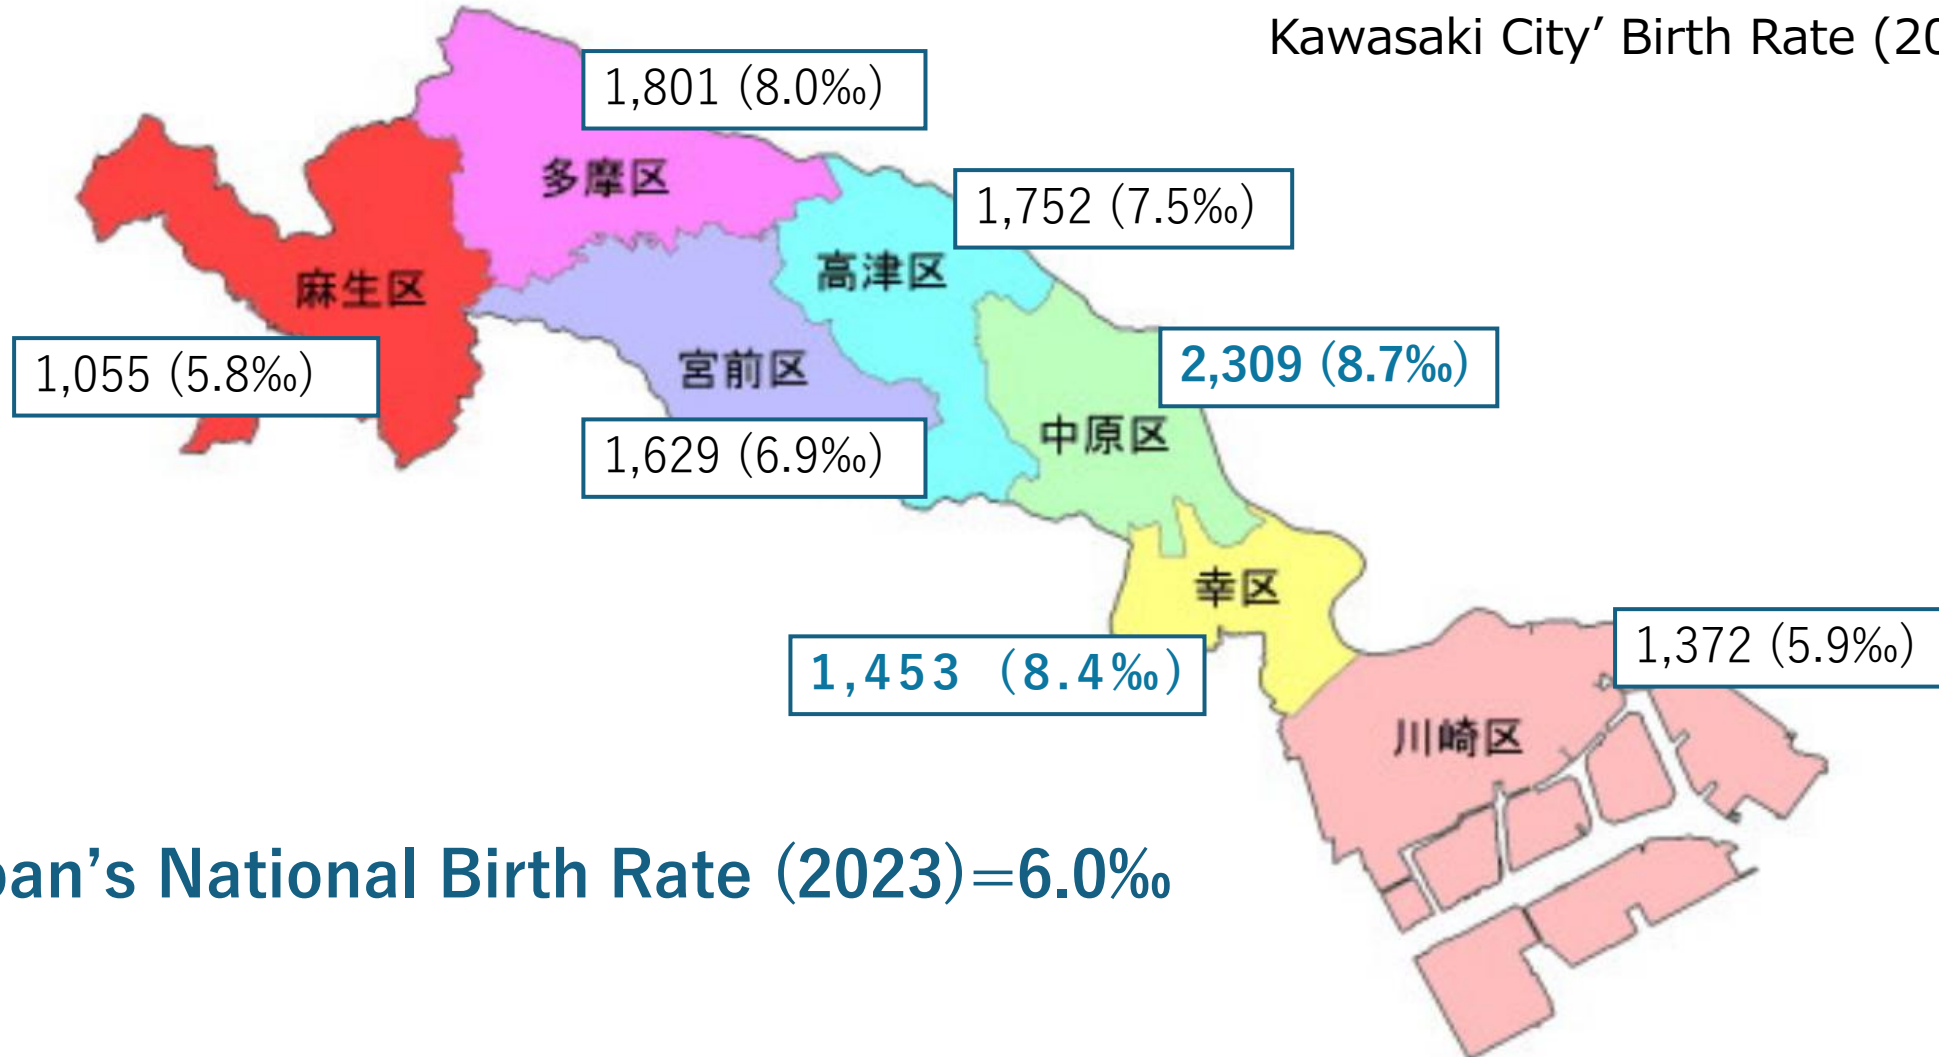 Kawasaki City’ Birth Rate (20
1,801 (8.0‰)
多摩区
1,752 (7.5‰)
高津区
麻生区
1,055 (5.8‰)
宮前区
2,309 (8.7‰)
中原区
1,629 (6.9‰)
幸区
1,453 (8.4‰)
1,372 (5.9‰)
川崎区
pan’s National Birth Rate (2023)=6.0‰